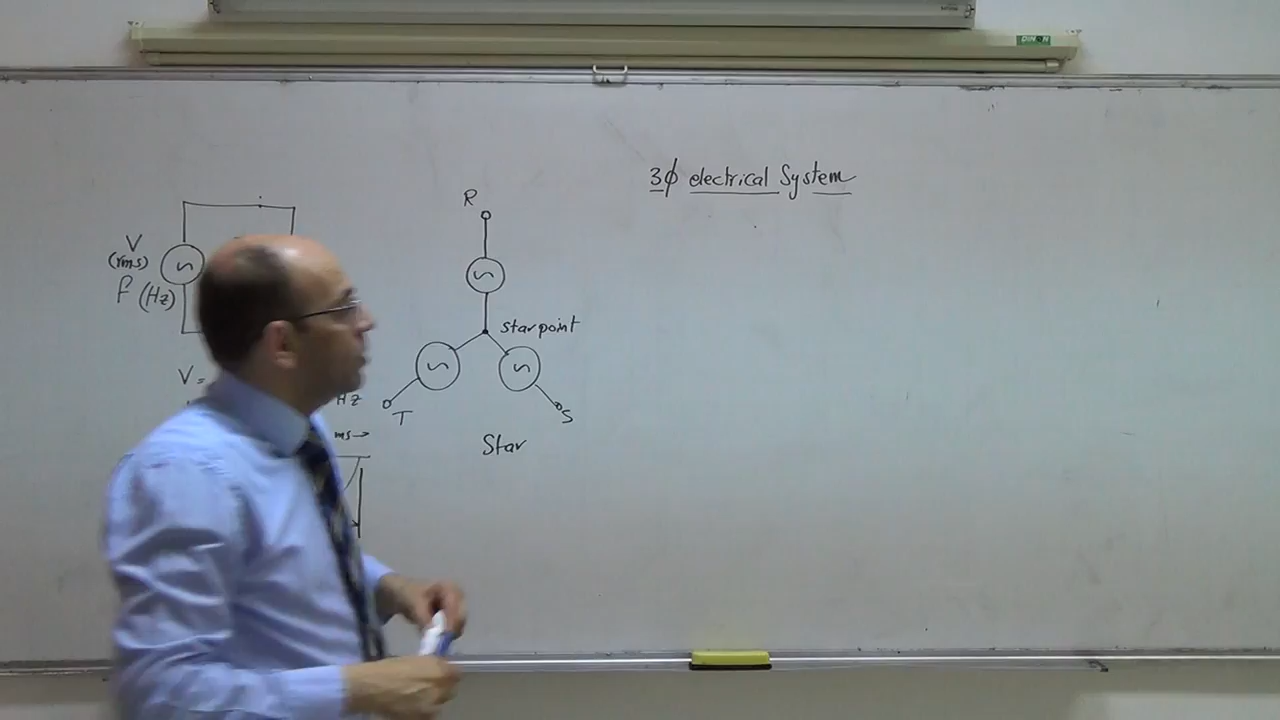 3ϕ electrical System
V
(rms)
f (Hz)
R
starpoint
T
S
Star
V =
HZ
ms→